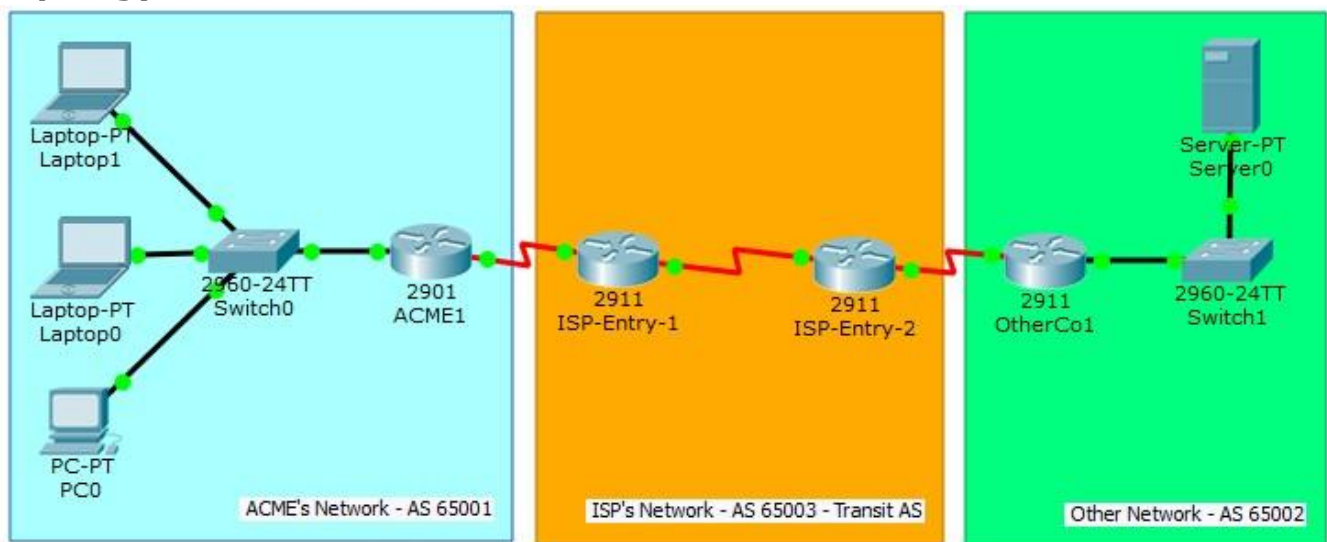 Laptop-PT
Laptop1
Laptop-PT
Laptop0
PC-PT
PC0
2960-24TT
Switch0
2901
ACME1
ACME's Network - AS 65001
2911
ISP-Entry-1
2911
ISP-Entry-2
ISP's Network - AS 65003 - Transit AS
Server-PT
Server0
2911
OtherCo1
2960-24TT
Switch1
Other Network - AS 65002